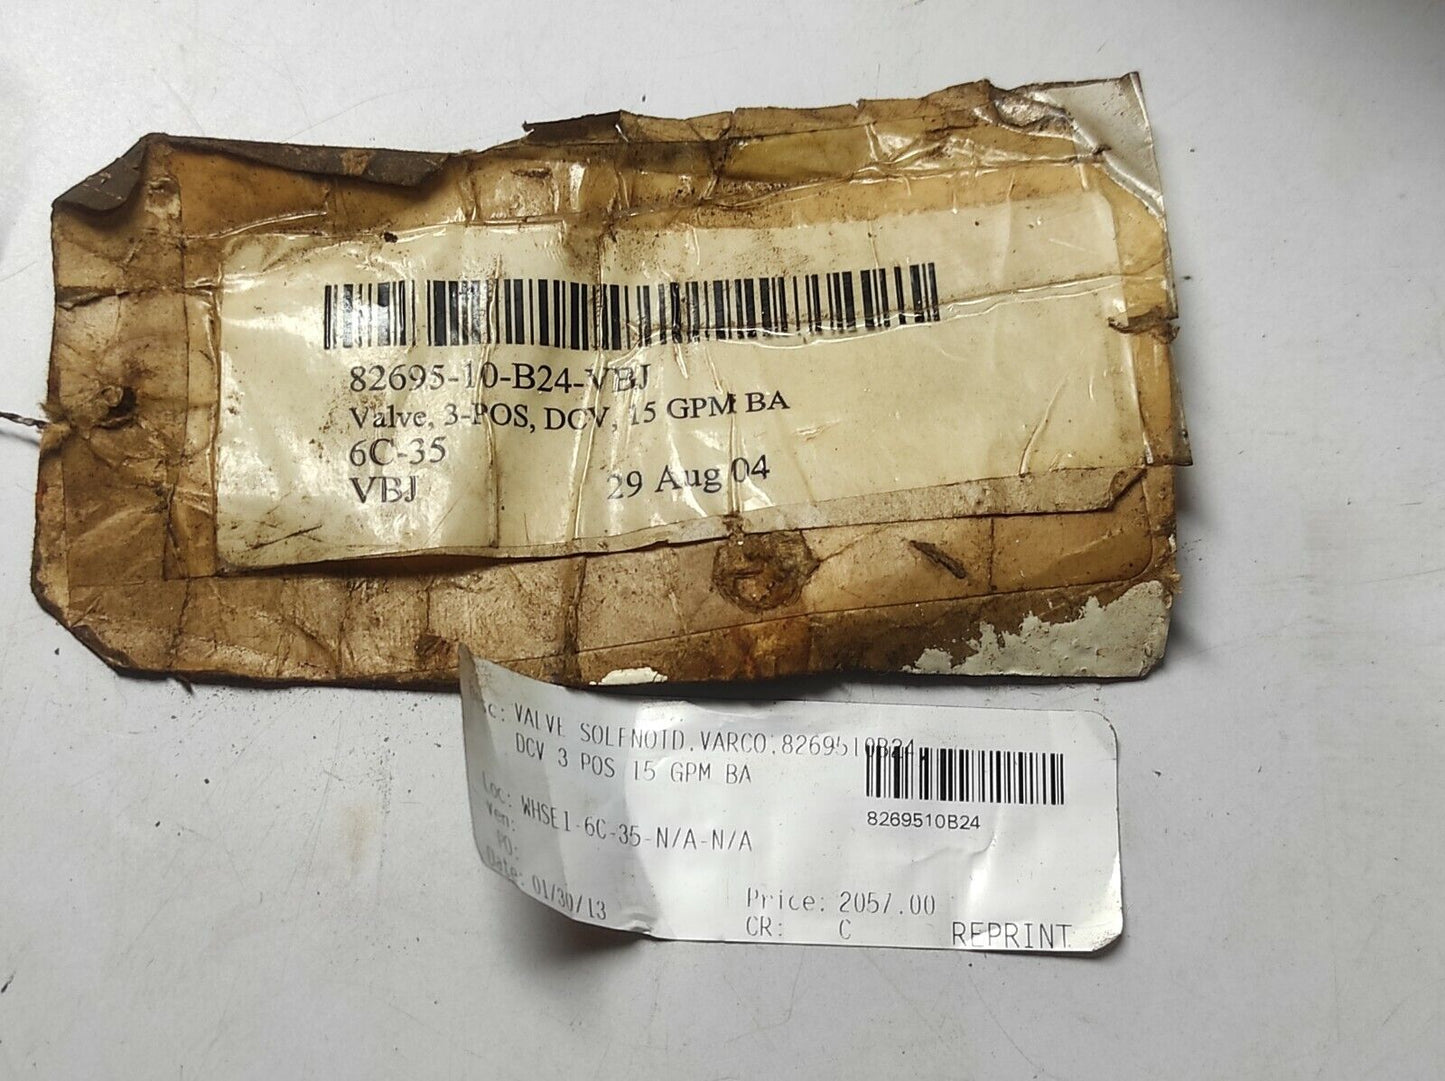 82695-10-B24-VBJ
Valve, 3-POS, DCV, 15 GPM BA
6C-35
VBJ 29 Aug 04
sc: VALVE SOLENOID,VARCO:8269510B24,
DCV 3 POS 15 GPM BA
8269510B24
Loc: WHSE1-6C-35-N/A-N/A
Ven:
PO:
Date: 01/30/13
Price: 2057.00
CR: C
REPRINT